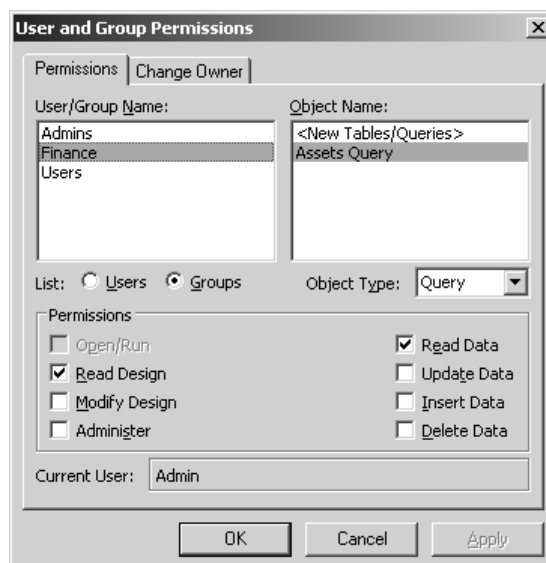 User and Group Permissions
Permissions Change Owner
User/Group Name: Object Name:
Admins <New Tables/Queries>
Finance Assets Query
Users
List: Users Groups Object Type: Query
Permissions
Open/Run Read Data
Read Design Update Data
Modify Design Insert Data
Administer Delete Data
Current User: Admin
OK Cancel Apply